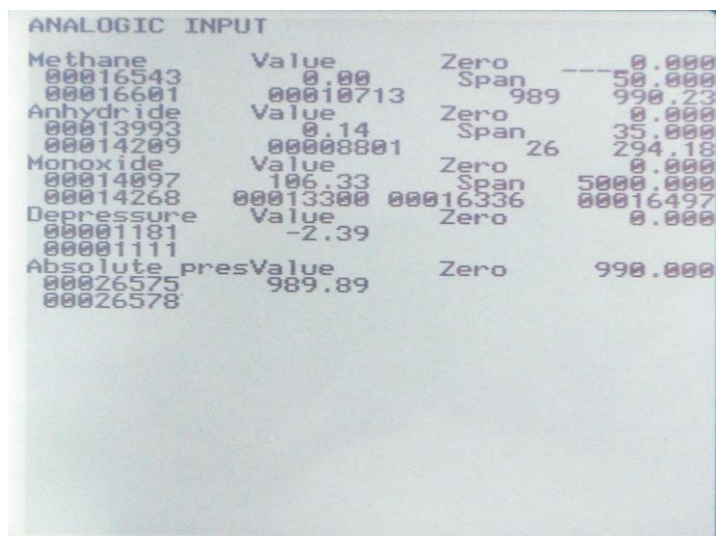 ANALOGIC INPUT
Methane Value Zero ___0.000
00016543 0.00 Span 50.000
00016601 00010713 989 990.23
Anhydride Value Zero 0.000
00013993 0.14 Span 35.000
00014209 00008801 26 294.18
Monoxide Value Zero 0.000
00014097 106.33 Span 5000.000
00014268 00013300 00016336 00016497
Depressure Value Zero 0.000
00001181 -2.39
00001111
Absolute presValue Zero 990.000
00026575 989.89
00026578